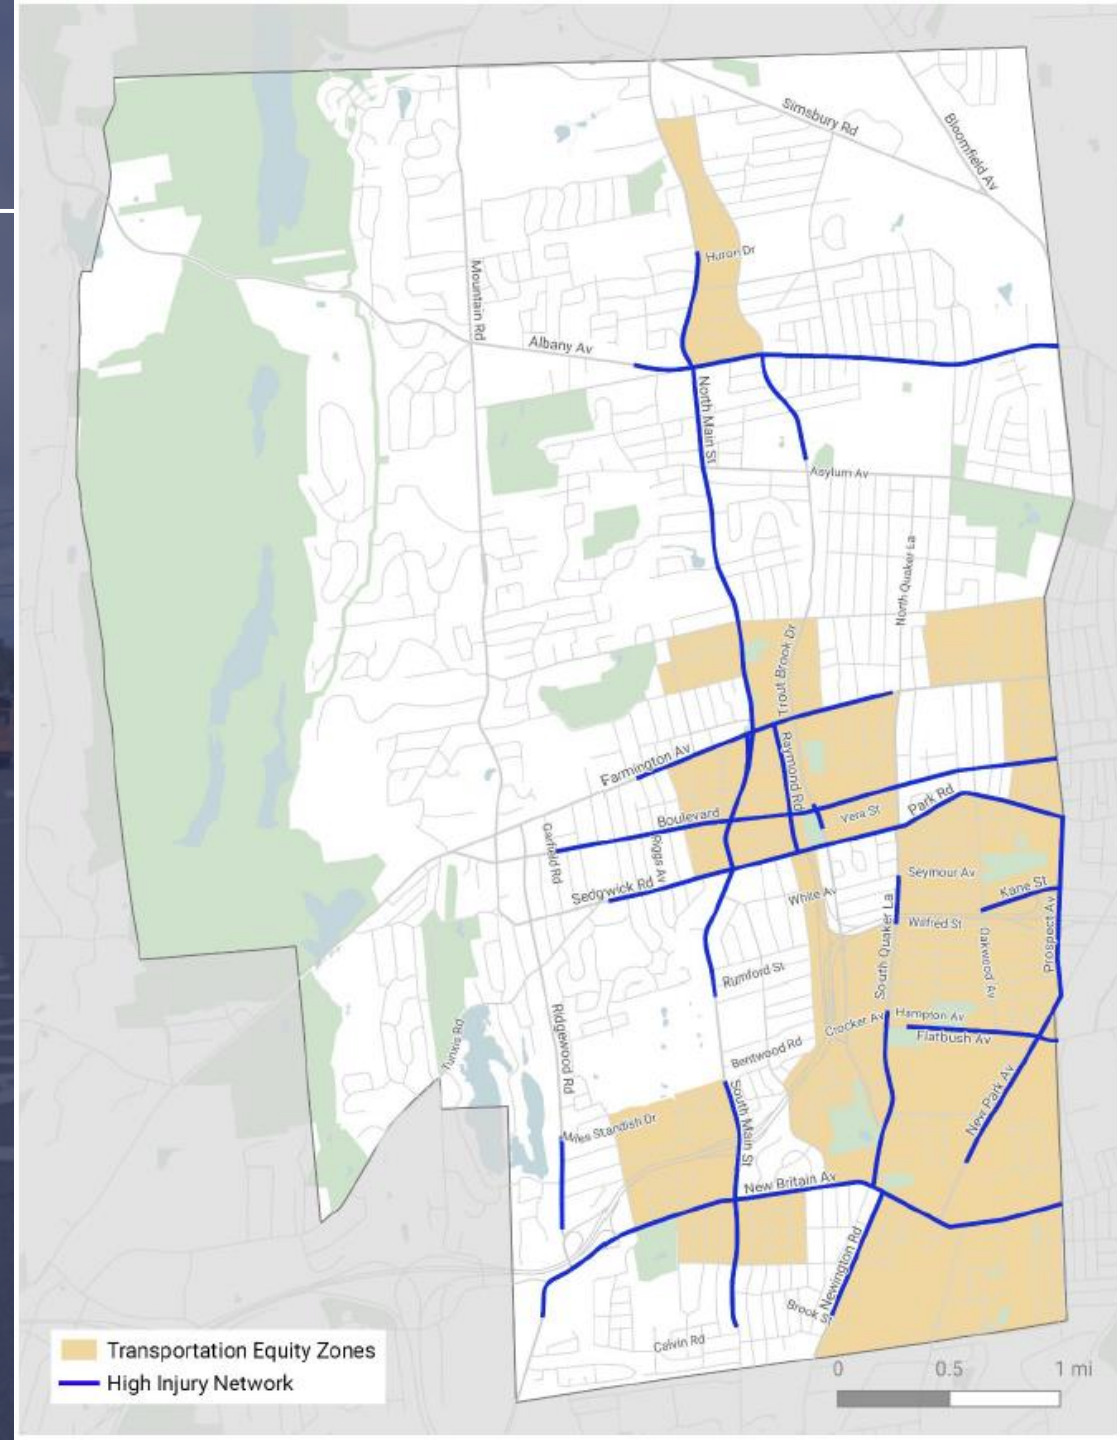 Simsbury Rd
Bloomfield Av
Huron Dr
Mountain Rd
Albany Av
North Main St
Asylum Av
North Quaker La
Trout Brook Dr
Farmington Av
Raymond Rd
Boulevard
Vera St
Park Rd
Garfield Rd
Riggs Av
Sedgwick Rd
White Av
Seymour Av
Kane St
South Quaker La
Wilfred St
Oakwood Av
Prospect Av
Rumford St
Crocker Av
Hampton Av
Flatbush Av
Tunxis Rd
Ridgewood Rd
Bentwood Rd
South Main St
New Park Av
Miles Standish Dr
New Britain Av
Newington Rd
Brook St
Calvin Rd
Transportation Equity Zones
High Injury Network
0 0.5 1 mi